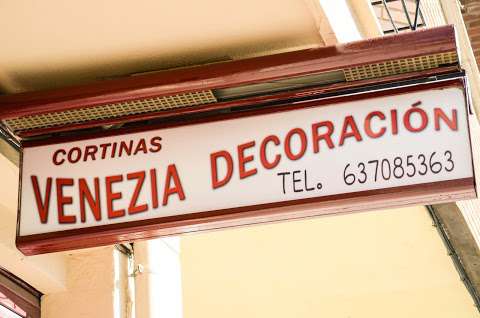 CORTINAS
VENEZIA DECORACIÓN
TEL. 637085363